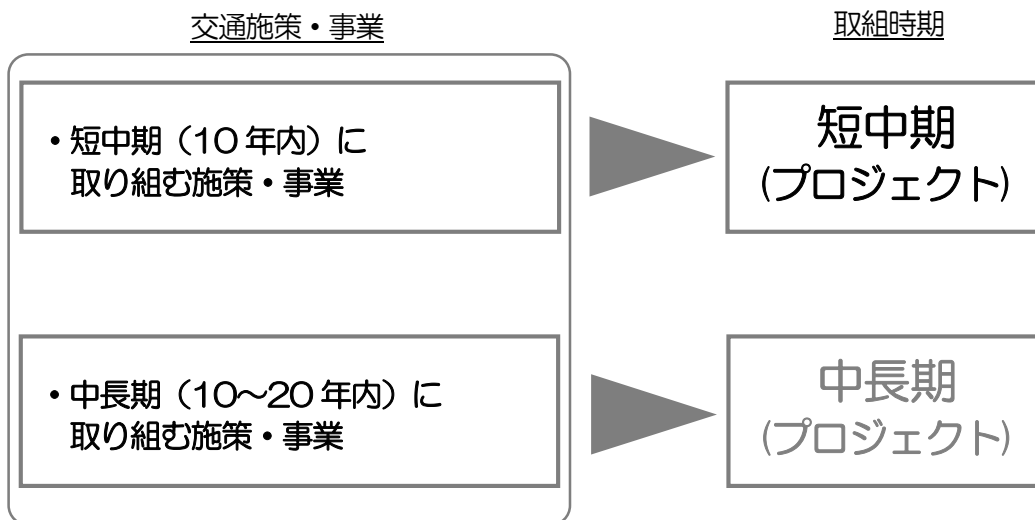 交通施策・事業
取組時期
・短中期（10年内）に
取り組む施策・事業
短中期
(プロジェクト)
・中長期（10～20年内）に
取り組む施策・事業
中長期
(プロジェクト)